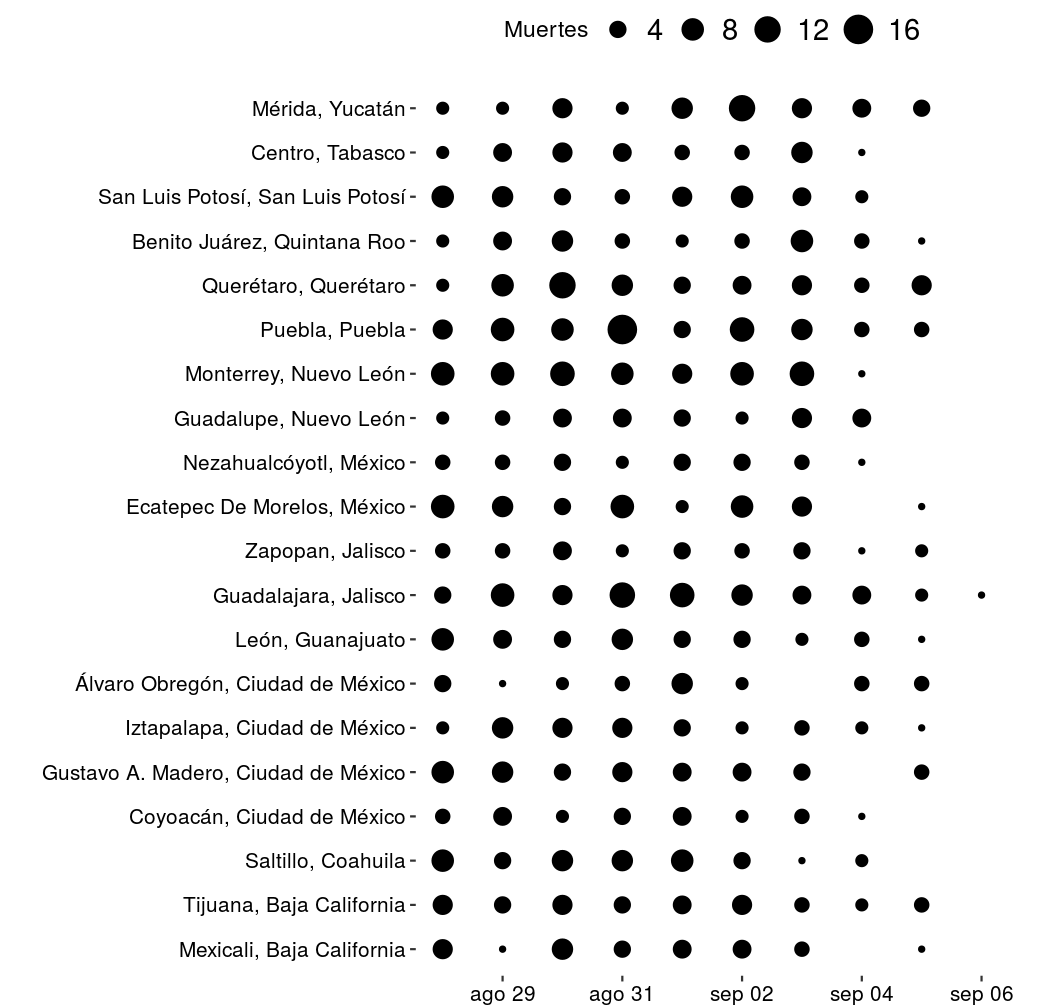 Muertes 4 8 12 16
Mérida, Yucatán
Centro, Tabasco
San Luis Potosí, San Luis Potosí
Benito Juárez, Quintana Roo
Querétaro, Querétaro
Puebla, Puebla
Monterrey, Nuevo León
Guadalupe, Nuevo León
Nezahualcóyotl, México
Ecatepec De Morelos, México
Zapopan, Jalisco
Guadalajara, Jalisco
León, Guanajuato
Álvaro Obregón, Ciudad de México
Iztapalapa, Ciudad de México
Gustavo A. Madero, Ciudad de México
Coyoacán, Ciudad de México
Saltillo, Coahuila
Tijuana, Baja California
Mexicali, Baja California
ago 29 ago 31 sep 02 sep 04 sep 06